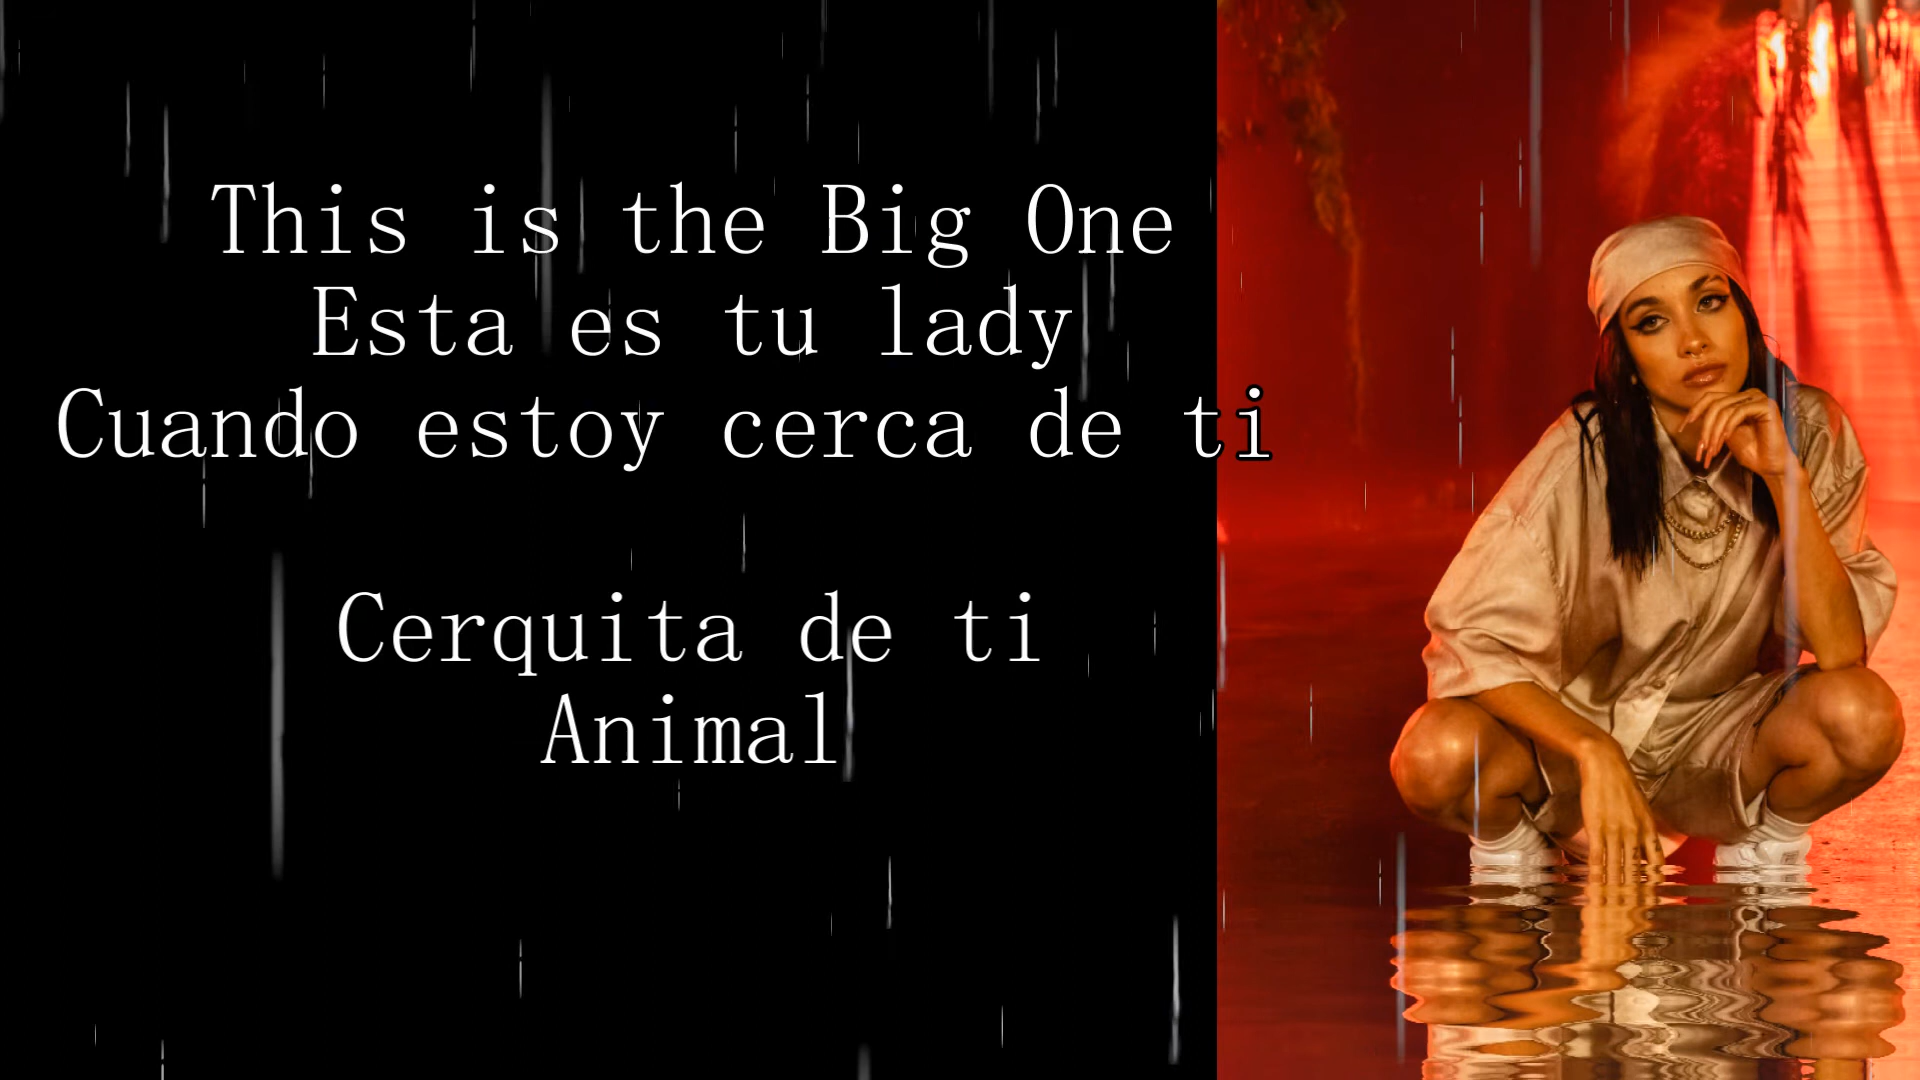 This is the Big One
Esta es tu lady
Cuando estoy cerca de ti
Cerquita de ti
Animal